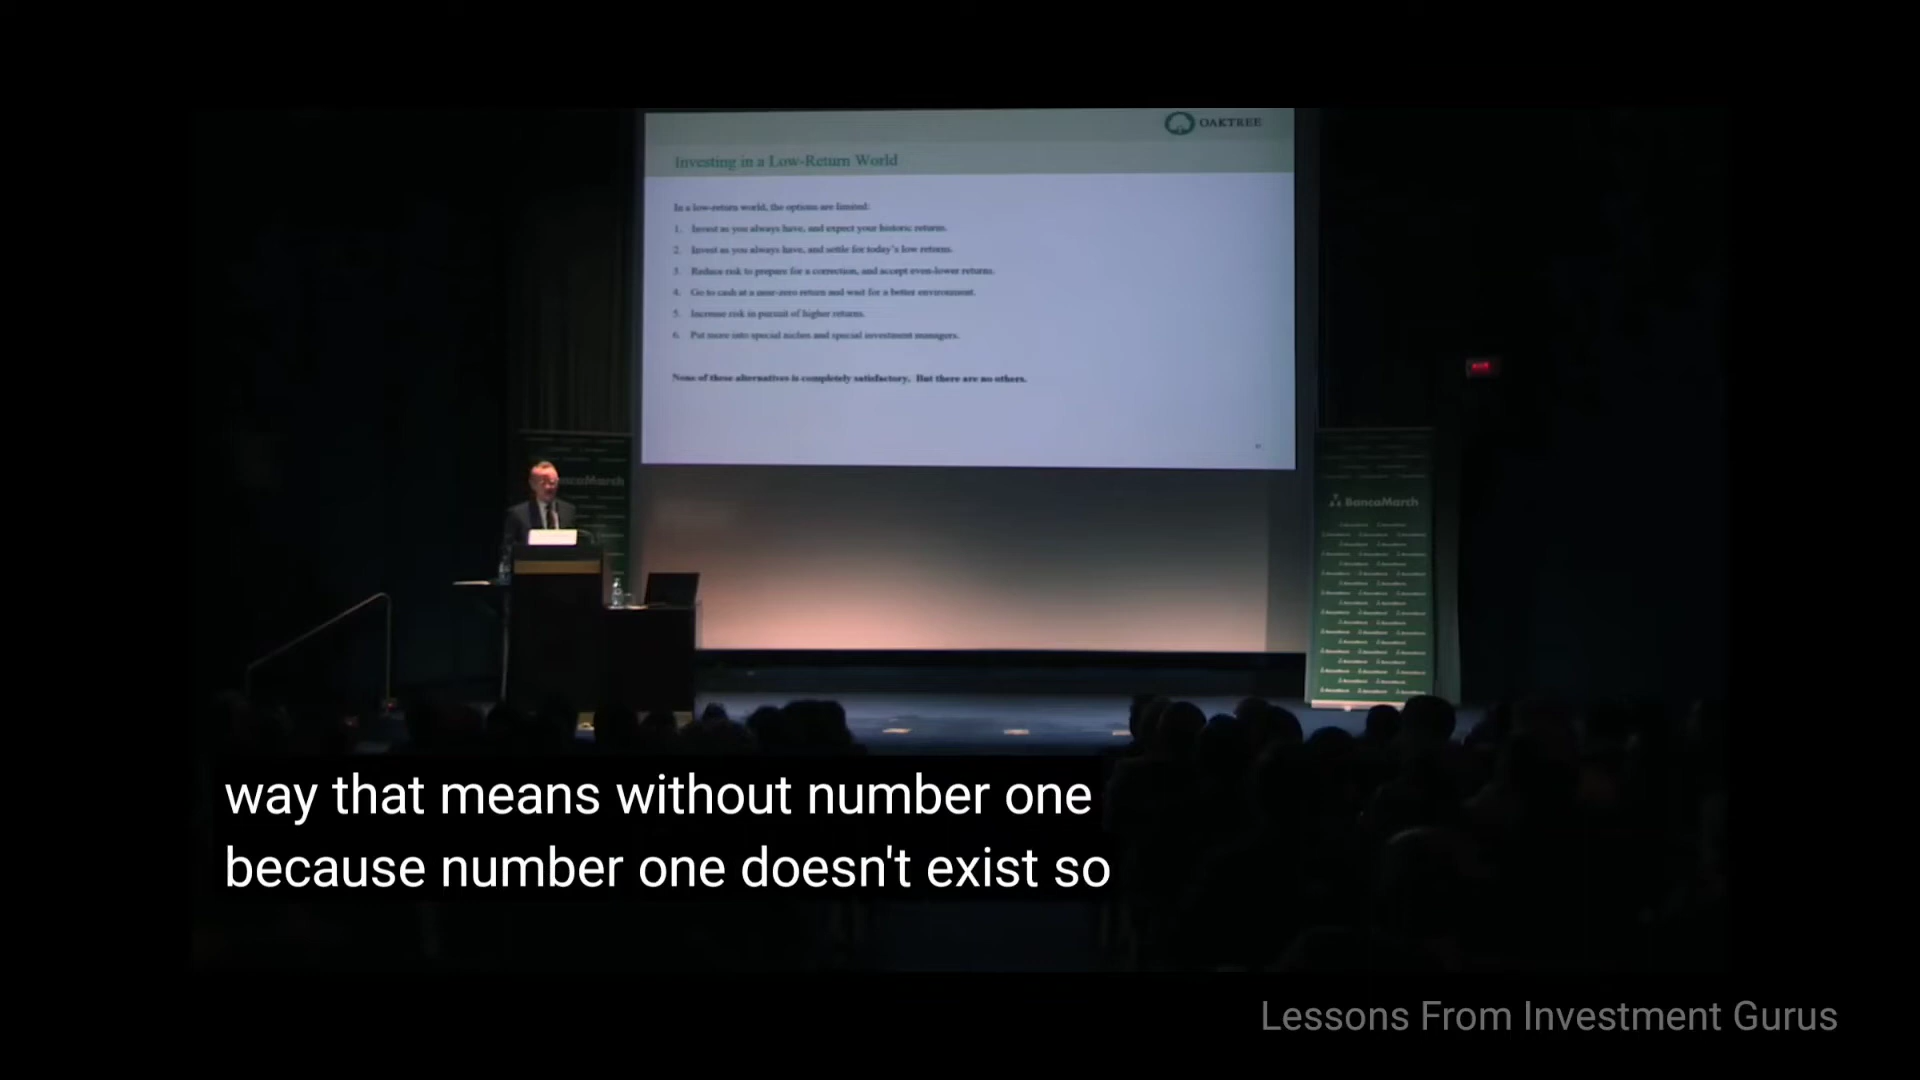 OAKTREE
Investing in a Low-Return World
In a low-return world, the options are limited:
1. Invest as you always have, and expect your historic returns.
2. Invest as you always have, and settle for today's low returns.
3. Reduce risk to prepare for a correction, and accept even-lower returns.
4. Go to cash at a near-zero return and wait for a better environment.
5. Increase risk in pursuit of higher returns.
6. Put more into special niches and special investment managers.
None of these alternatives is completely satisfactory. But there are no others.
ncaMarch
BancaMarch
way that means without number one
because number one doesn't exist so
Lessons From Investment Gurus